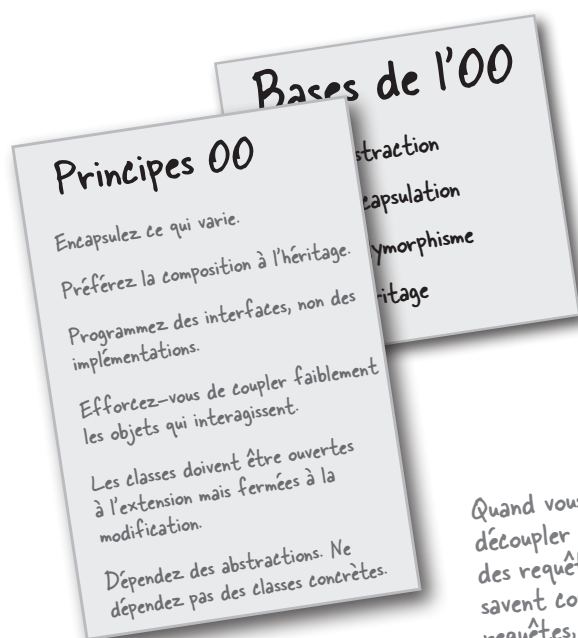 Bases de l'OO
straction
capsulation
ymorphisme
ritage
Principes OO
Encapsulez ce qui varie.
Préférez la composition à l'héritage.
Programmez des interfaces, non des
implémentations.
Efforcez-vous de coupler faiblement
les objets qui interagissent.
Les classes doivent être ouvertes
à l'extension mais fermées à la
modification.
Dépendez des abstractions. Ne
dépendez pas des classes concrètes.
Quand vous
découpler
des requêt
savent co
requêtes